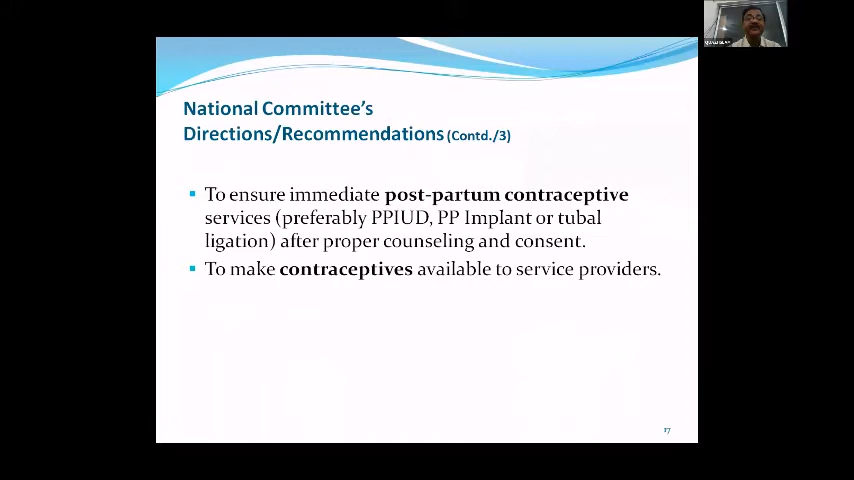 National Committee's
Directions/Recommendations (Contd./3)
▪ To ensure immediate post-partum contraceptive
services (preferably PPIUD, PP Implant or tubal
ligation) after proper counseling and consent.
▪ To make contraceptives available to service providers.
17